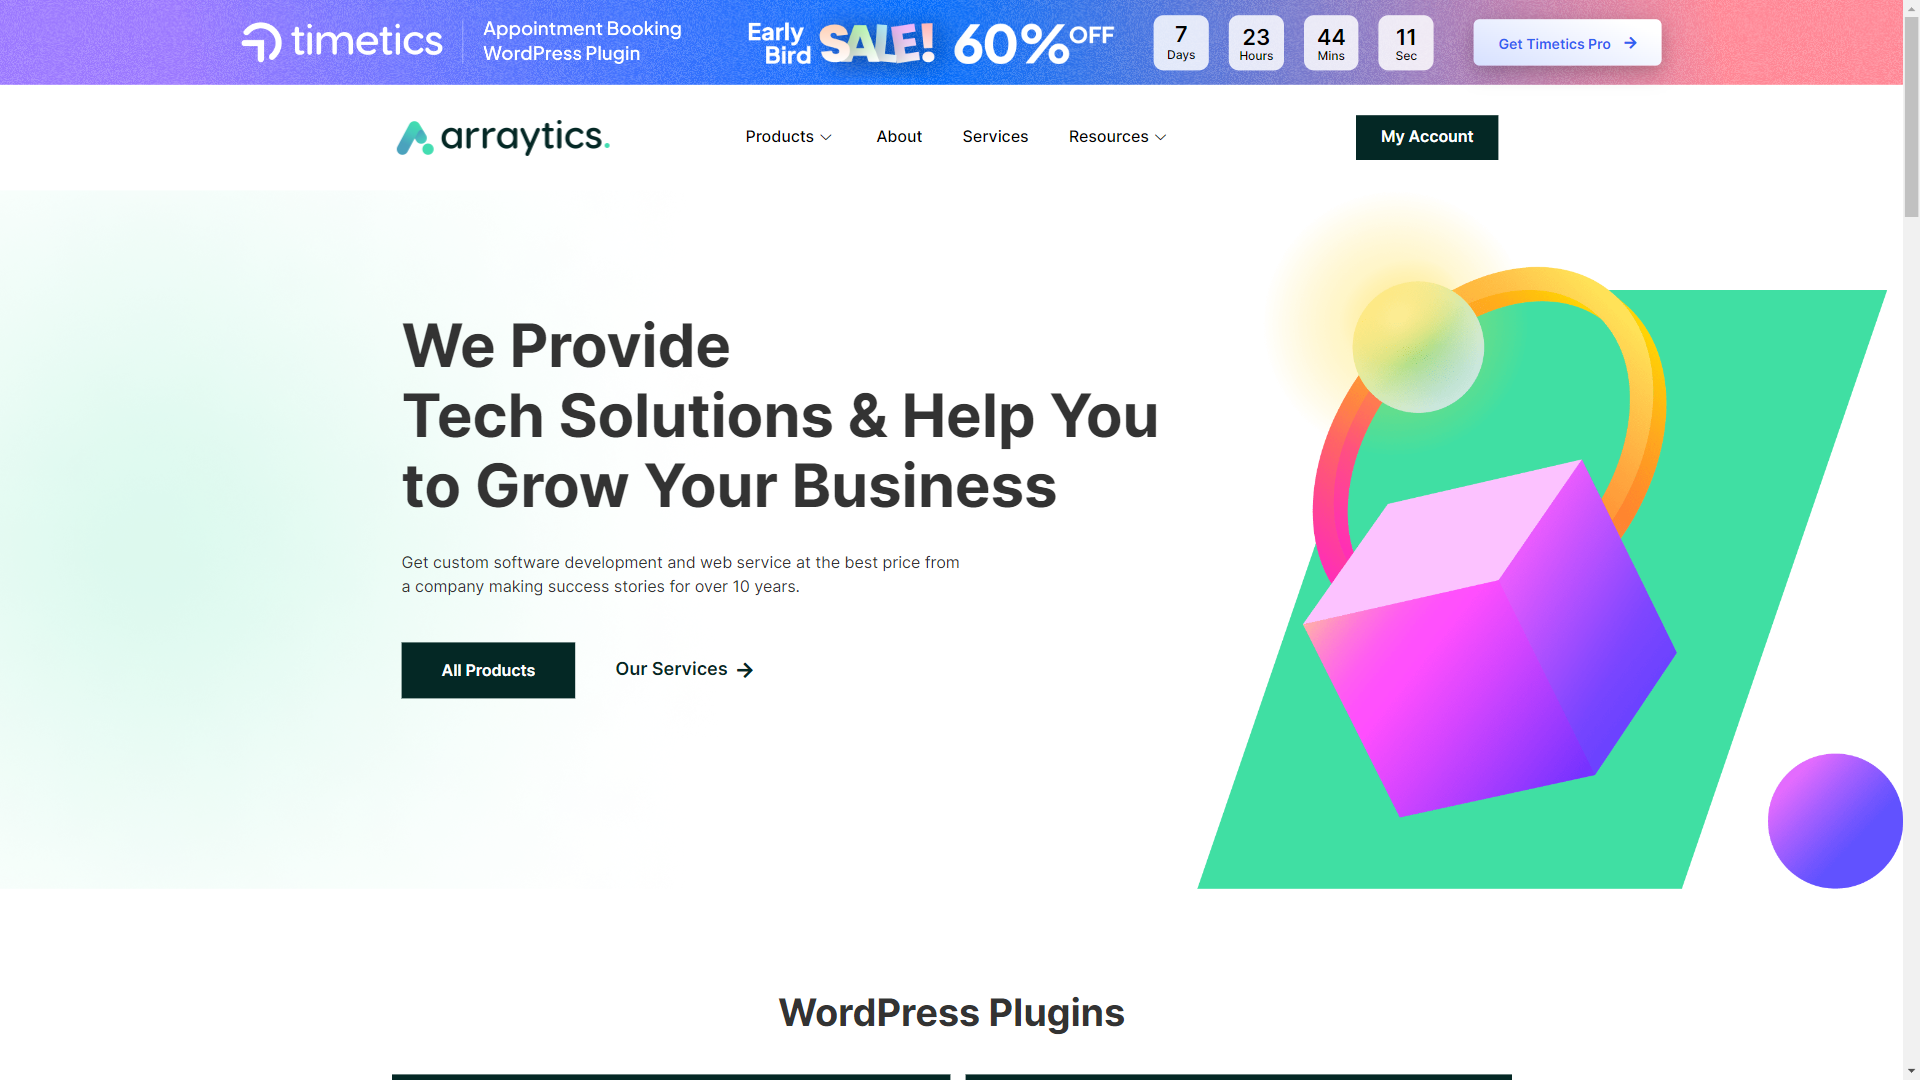 timetics
Appointment Booking
WordPress Plugin
Early
Bird
SALE!
60% OFF
7
Days
23
Hours
44
Mins
11
Sec
Get Timetics Pro
arraytics.
Products
About
Services
Resources
My Account
We Provide
Tech Solutions & Help You
to Grow Your Business
Get custom software development and web service at the best price from
a company making success stories for over 10 years.
All Products
Our Services
WordPress Plugins